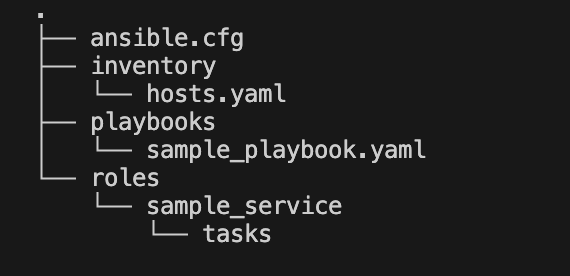 .
├── ansible.cfg
├── inventory
│   └── hosts.yaml
├── playbooks
│   └── sample_playbook.yaml
└── roles
    └── sample_service
        └── tasks